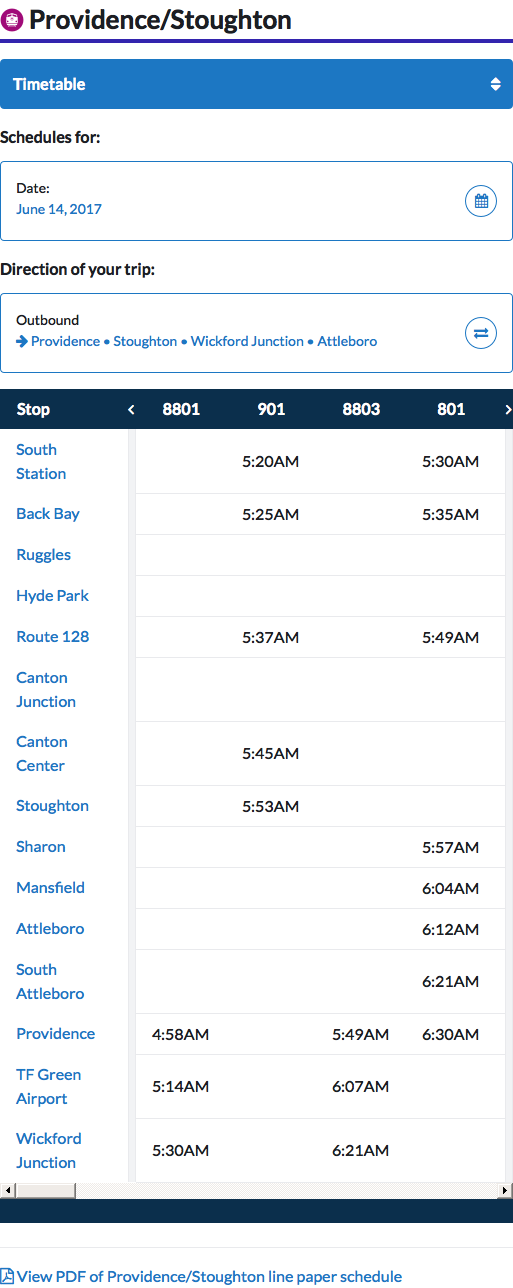 Providence/Stoughton
Timetable
Schedules for:
Date:
June 14, 2017
Direction of your trip:
Outbound
Providence • Stoughton • Wickford Junction • Attleboro
Stop 8801 901 8803 801
South
Station 5:20AM 5:30AM
Back Bay 5:25AM 5:35AM
Ruggles
Hyde Park
Route 128 5:37AM 5:49AM
Canton
Junction
Canton
Center 5:45AM
Stoughton 5:53AM
Sharon 5:57AM
Mansfield 6:04AM
Attleboro 6:12AM
South
Attleboro 6:21AM
Providence 4:58AM 5:49AM 6:30AM
TF Green
Airport 5:14AM 6:07AM
Wickford
Junction 5:30AM 6:21AM
View PDF of Providence/Stoughton line paper schedule